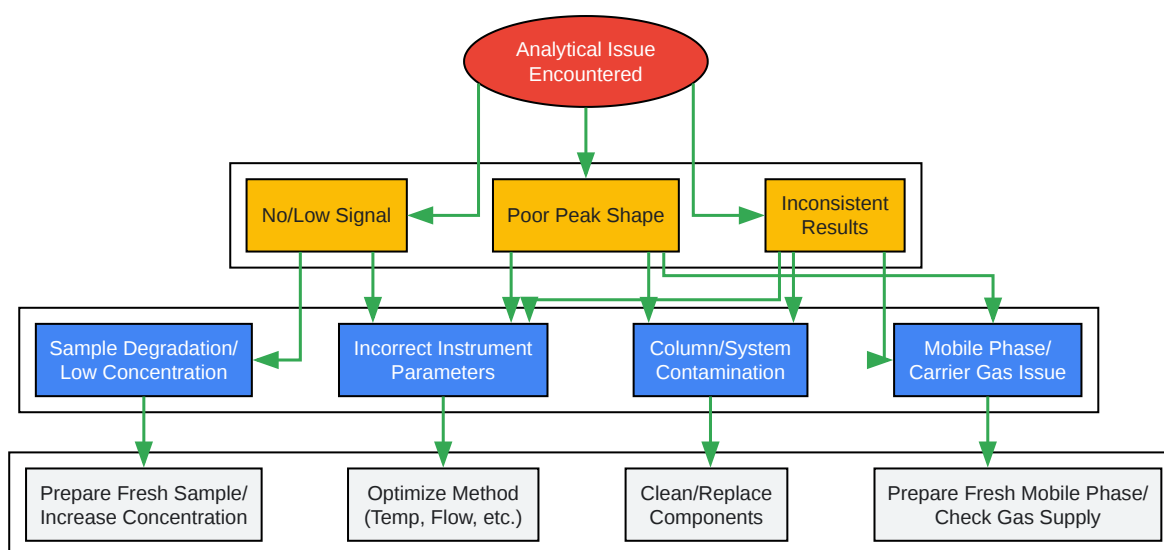 Analytical Issue
Encountered
No/Low Signal
Poor Peak Shape
Inconsistent
Results
Sample Degradation/
Low Concentration
Incorrect Instrument
Parameters
Column/System
Contamination
Mobile Phase/
Carrier Gas Issue
Prepare Fresh Sample/
Increase Concentration
Optimize Method
(Temp, Flow, etc.)
Clean/Replace
Components
Prepare Fresh Mobile Phase/
Check Gas Supply